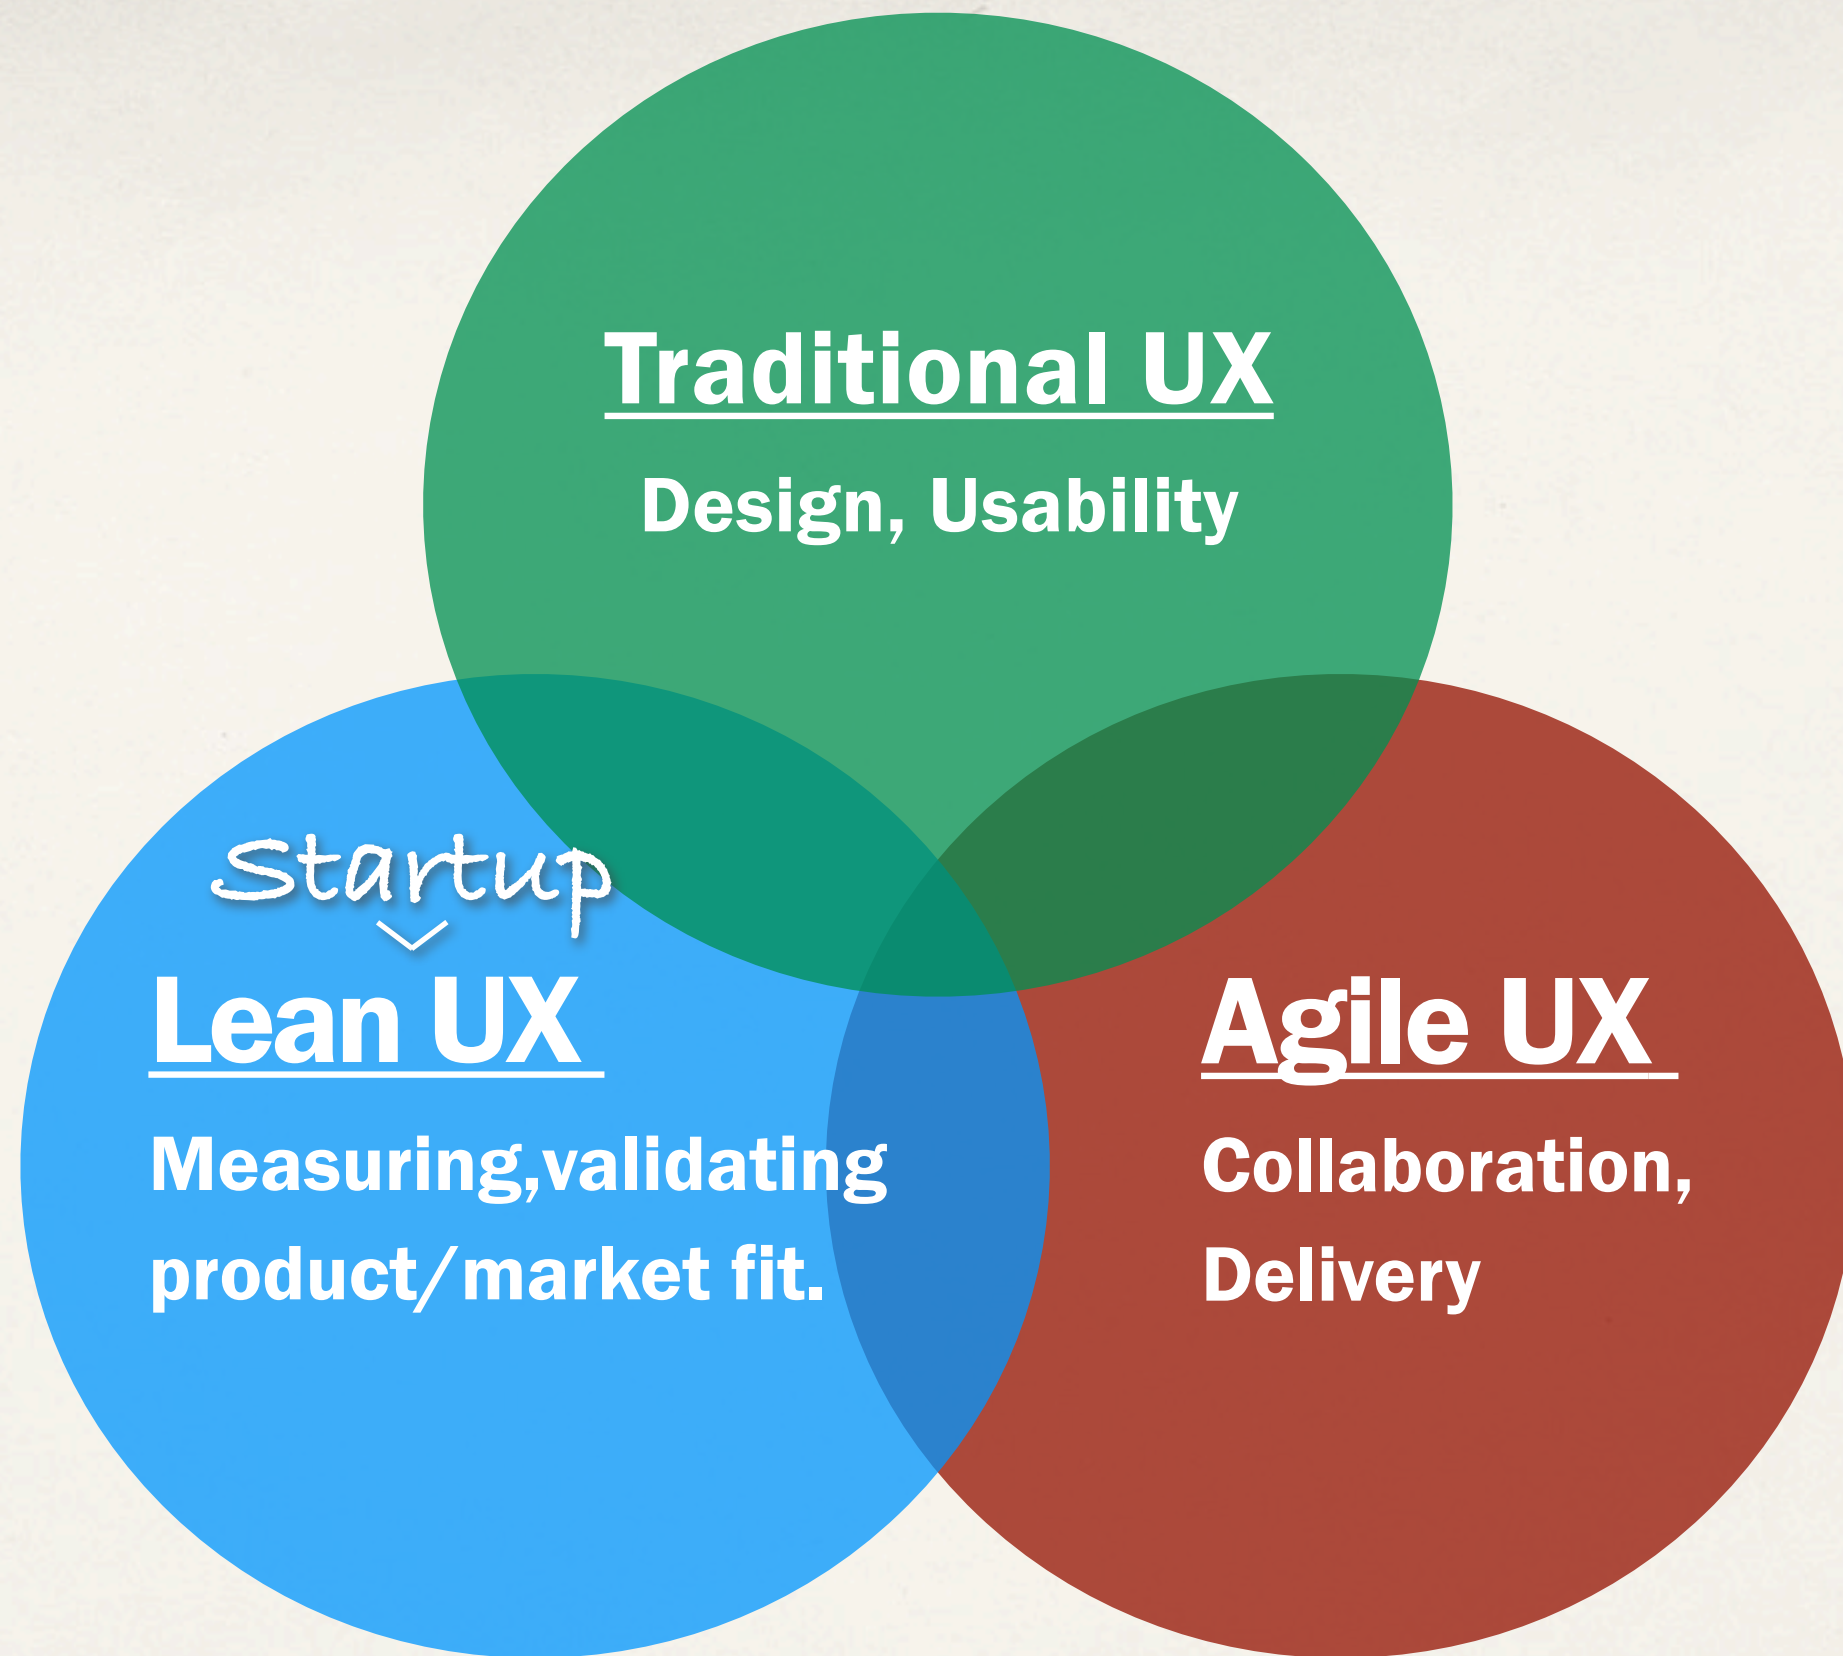 Traditional UX
Design, Usability
Startup
Lean UX
Measuring,validating
product/market fit.
Agile UX
Collaboration,
Delivery